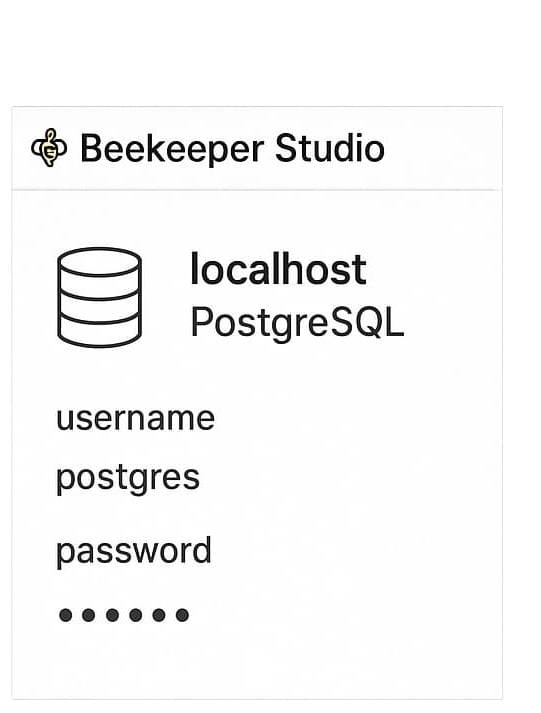 Beekeeper Studio
localhost
PostgreSQL
username
postgres
password
••••••